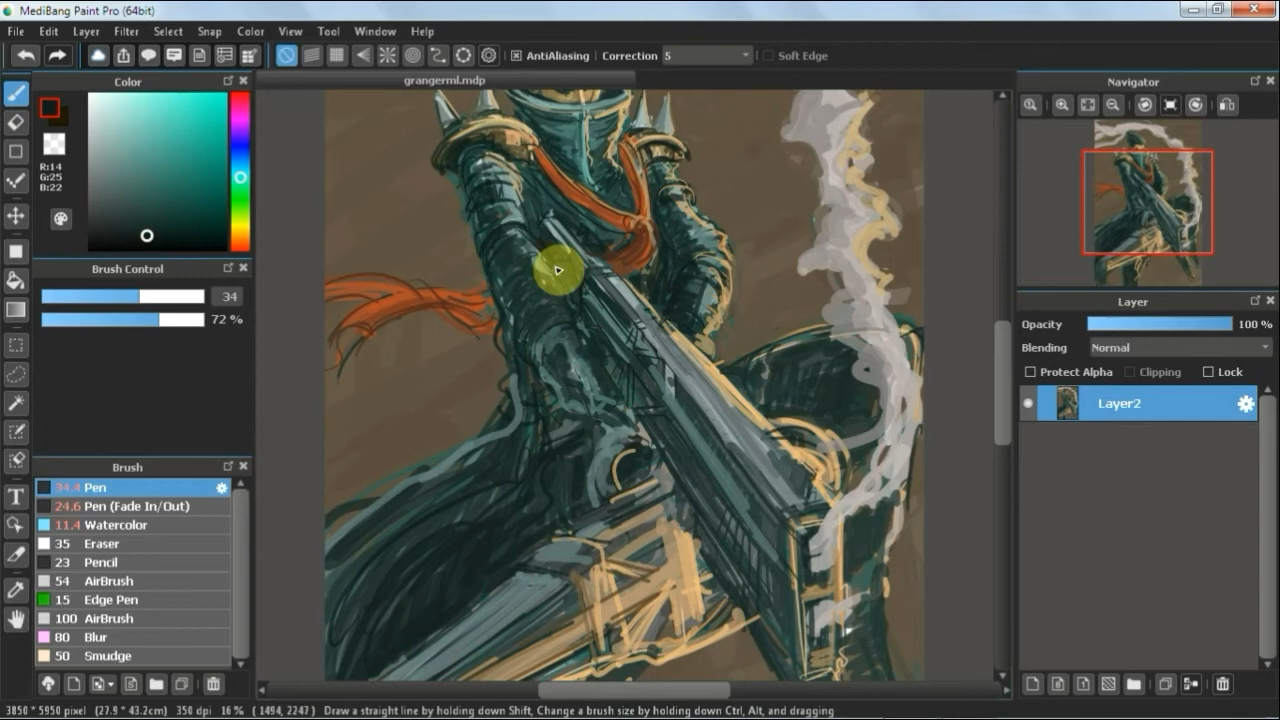 MediBang Paint Pro (64bit)
File Edit Layer Filter Select Snap Color View Tool Window Help
AntiAliasing Correction 5 Soft Edge
Color
grangerml.mdp
Navigator
R:14
G:25
B:22
Brush Control
34
72 %
Layer
Opacity 100 %
Blending Normal
Protect Alpha Clipping Lock
Layer2
Brush
34.4 Pen
24.6 Pen (Fade In/Out)
11.4 Watercolor
35 Eraser
23 Pencil
54 AirBrush
15 Edge Pen
100 AirBrush
80 Blur
50 Smudge
3850 * 5950 pixel (27.9 * 43.2cm) 350 dpi 16 % ( 1494, 2247 ) Draw a straight line by holding down Shift, Change a brush size by holding down Ctrl, Alt, and dragging